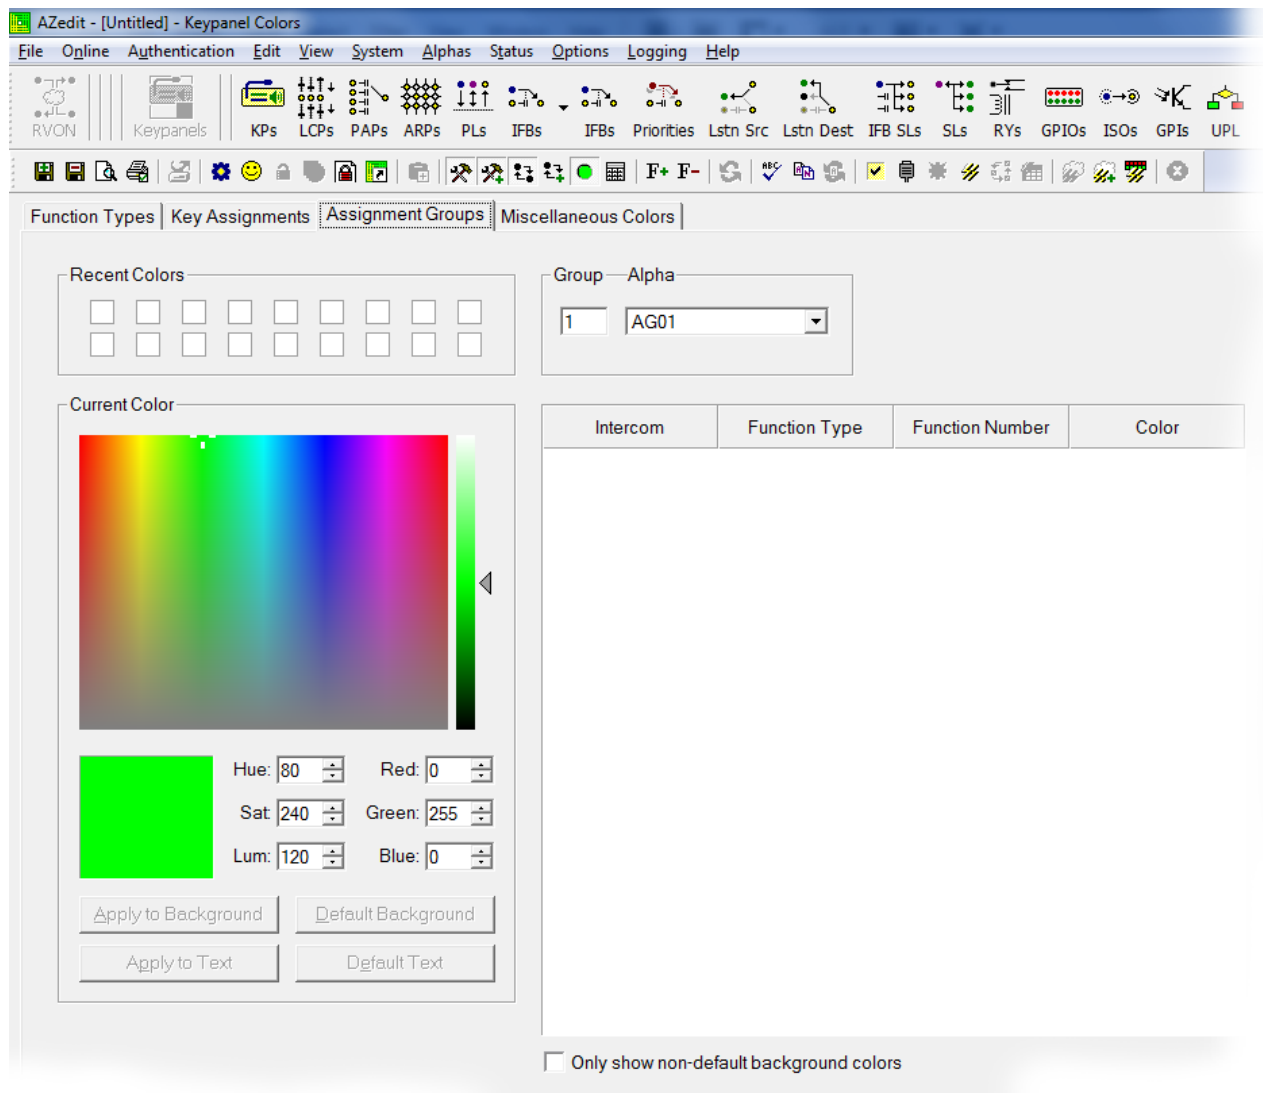 AZedit - [Untitled] - Keypanel Colors
File Online Authentication Edit View System Alphas Status Options Logging Help
RVON Keypanels KPs LCPs PAPs ARPs PLs IFBs IFBs Priorities Lstn Src Lstn Dest IFB SLs SLs RYs GPIOs ISOs GPIs UPL
F+ F- ABC
Function Types Key Assignments Assignment Groups Miscellaneous Colors
Recent Colors Group Alpha
1 AG01
Current Color
Intercom Function Type Function Number Color
Hue: 80 Red: 0
Sat: 240 Green: 255
Lum: 120 Blue: 0
Apply to Background Default Background
Apply to Text Default Text
Only show non-default background colors